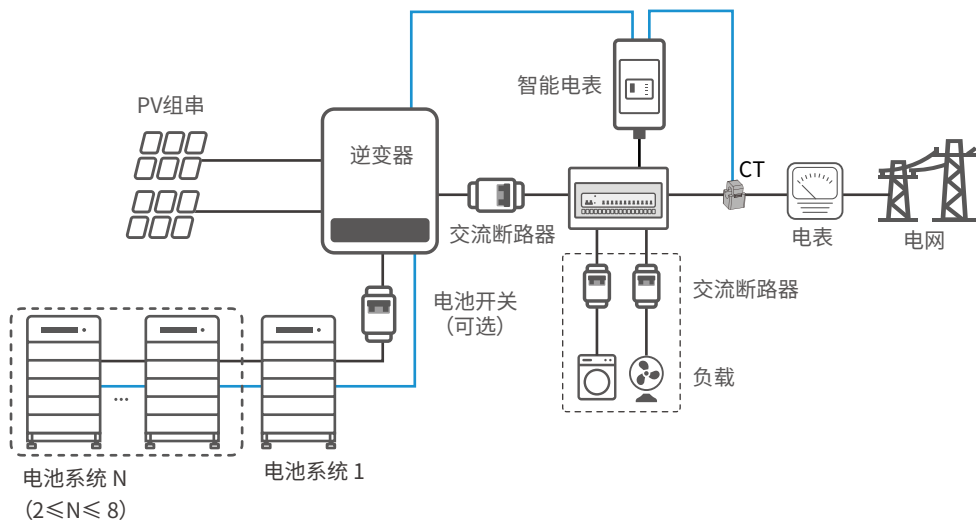 智能电表
PV组串
逆变器
CT
交流断路器
电表
电网
电池开关
（可选）
交流断路器
负载
...
电池系统 N
（2≤N≤ 8）
电池系统 1